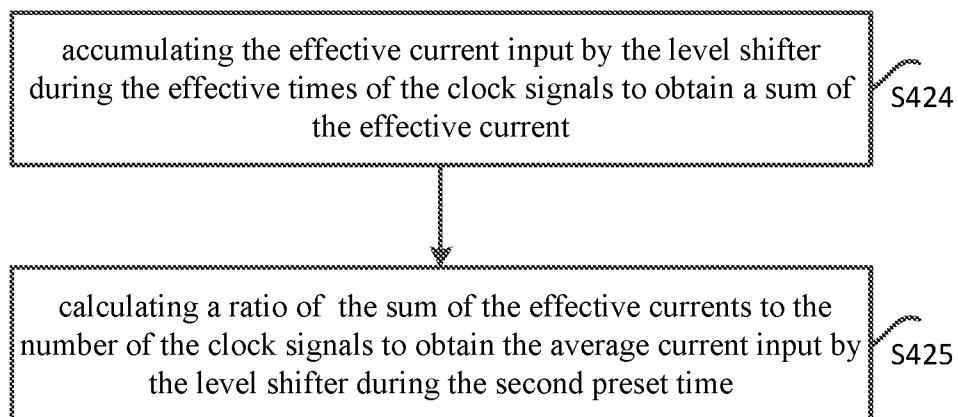 accumulating the effective current input by the level shifter
during the effective times of the clock signals to obtain a sum of
the effective current
S424
calculating a ratio of the sum of the effective currents to the
number of the clock signals to obtain the average current input by
the level shifter during the second preset time
S425